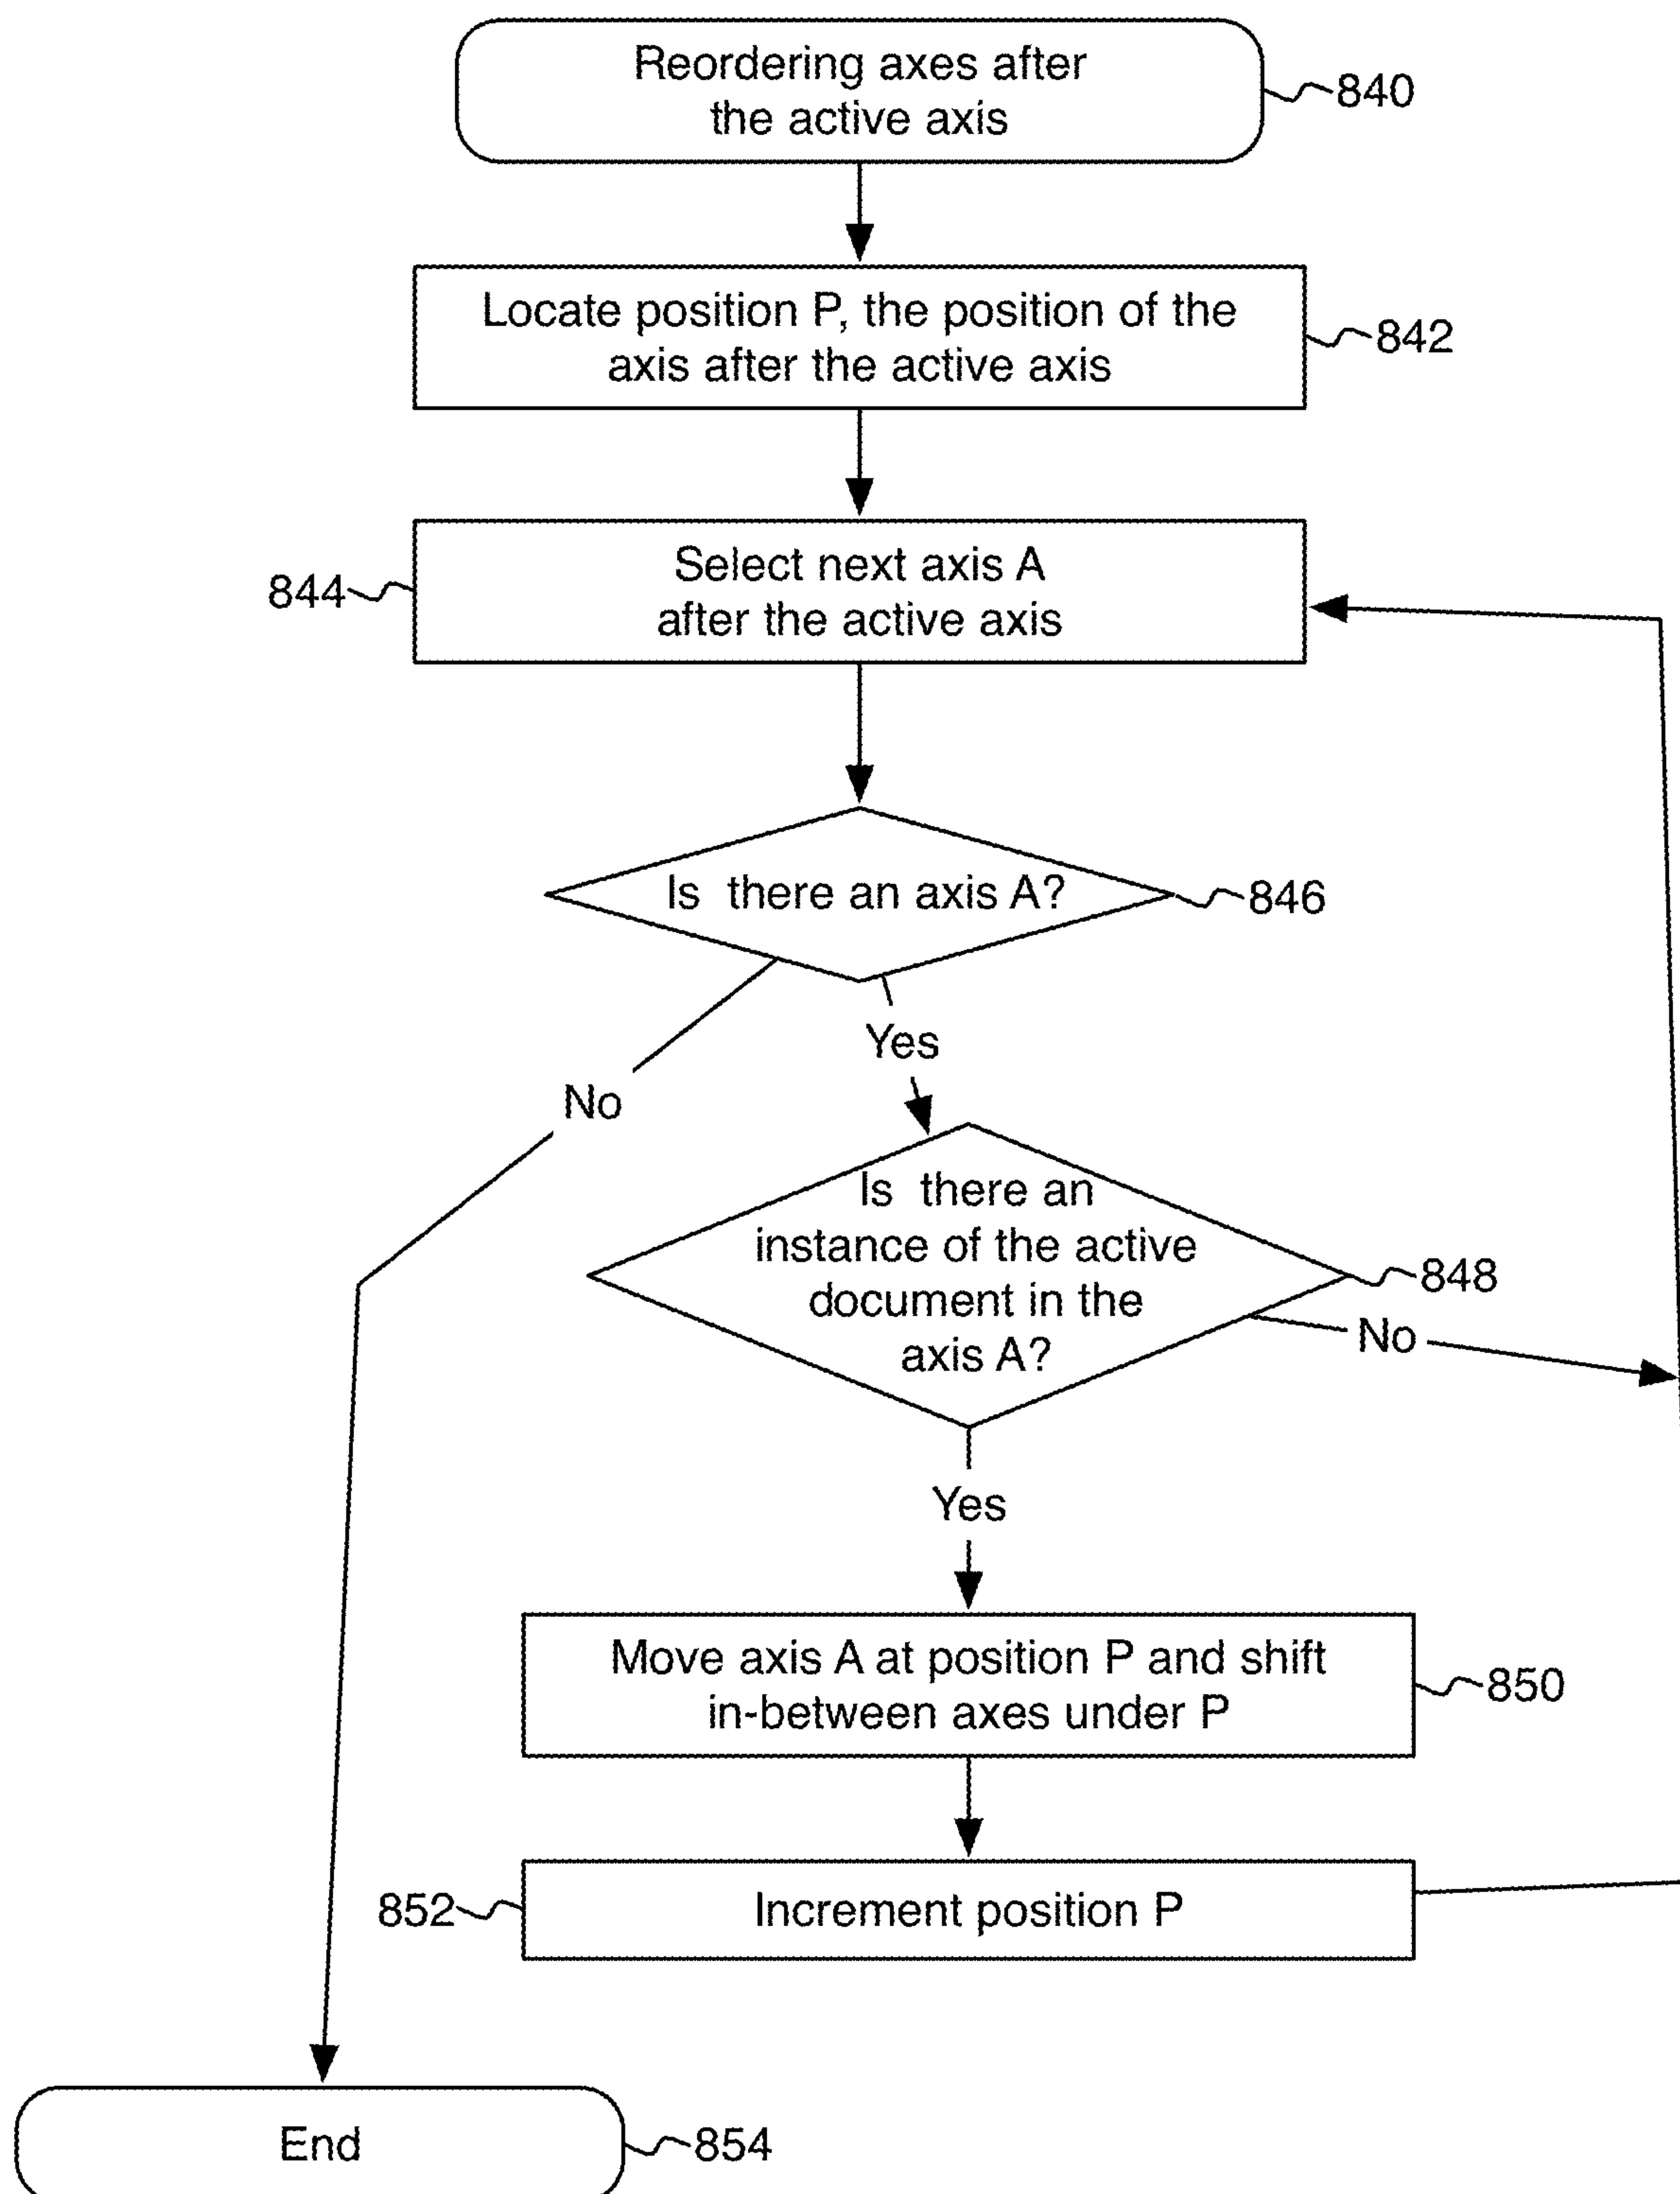 Reordering axes after
the active axis
840
Locate position P, the position of the
axis after the active axis
842
Select next axis A
after the active axis
844
Is there an axis A?
846
Yes
No
Is there an
instance of the active
document in the
axis A?
848
No
Yes
Move axis A at position P and shift
in-between axes under P
850
Increment position P
852
End
854